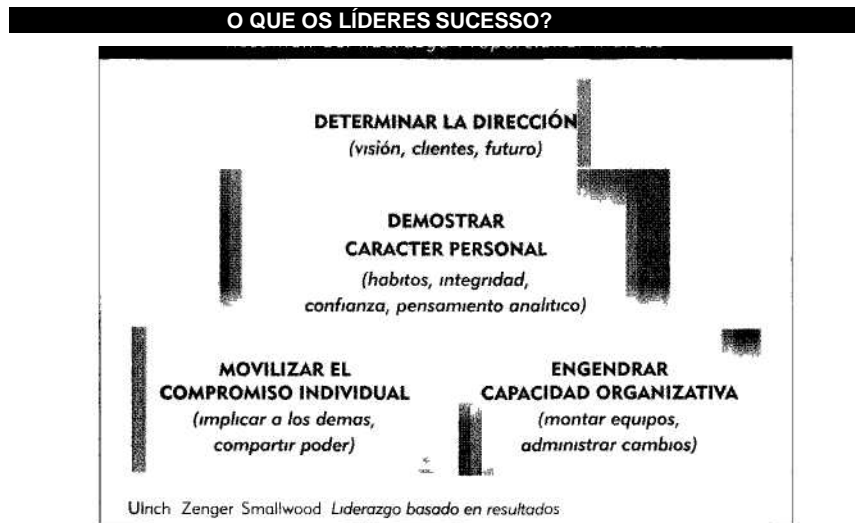 O QUE OS LÍDERES SUCESSO?
DETERMINAR LA DIRECCIÓN
(visión, clientes, futuro)
DEMOSTRAR
CARACTER PERSONAL
(habitos, integridad,
confianza, pensamiento analitico)
MOVILIZAR EL
COMPROMISO INDIVIDUAL
(implicar a los demas,
compartir poder)
ENGENDRAR
CAPACIDAD ORGANIZATIVA
(montar equipos,
administrar cambios)
Ulrich Zenger Smallwood Liderazgo basado en resultados